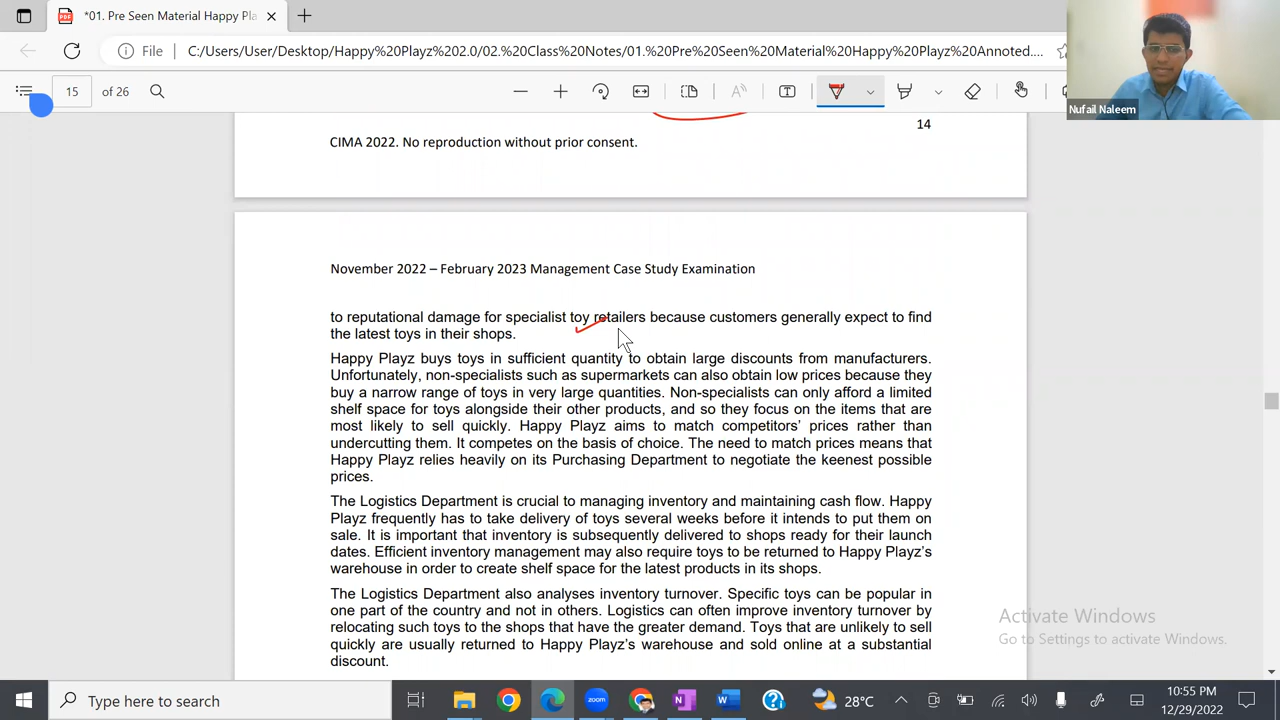 *01. Pre Seen Material Happy Pla
File
C:/Users/User/Desktop/Happy%20Playz%202.0/02.%20Class%20Notes/01.%20Pre%20Seen%20Material%20Happy%20Playz%20Annoted....
15 of 26
Nufail Naleem
14
CIMA 2022. No reproduction without prior consent.
November 2022 – February 2023 Management Case Study Examination
to reputational damage for specialist toy retailers because customers generally expect to find
the latest toys in their shops.
Happy Playz buys toys in sufficient quantity to obtain large discounts from manufacturers.
Unfortunately, non-specialists such as supermarkets can also obtain low prices because they
buy a narrow range of toys in very large quantities. Non-specialists can only afford a limited
shelf space for toys alongside their other products, and so they focus on the items that are
most likely to sell quickly. Happy Playz aims to match competitors' prices rather than
undercutting them. It competes on the basis of choice. The need to match prices means that
Happy Playz relies heavily on its Purchasing Department to negotiate the keenest possible
prices.
The Logistics Department is crucial to managing inventory and maintaining cash flow. Happy
Playz frequently has to take delivery of toys several weeks before it intends to put them on
sale. It is important that inventory is subsequently delivered to shops ready for their launch
dates. Efficient inventory management may also require toys to be returned to Happy Playz's
warehouse in order to create shelf space for the latest products in its shops.
The Logistics Department also analyses inventory turnover. Specific toys can be popular in
one part of the country and not in others. Logistics can often improve inventory turnover by
relocating such toys to the shops that have the greater demand. Toys that are unlikely to sell
quickly are usually returned to Happy Playz's warehouse and sold online at a substantial
discount.
Activate Windows
Go to Settings to activate Windows.
Type here to search
28°C
10:55 PM
12/29/2022